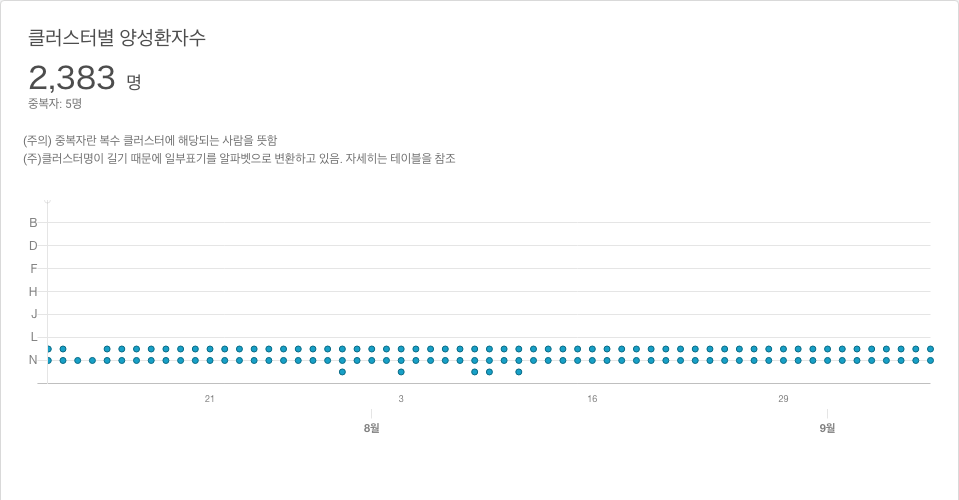 클러스터별 양성환자수
2,383 명
중복자: 5명
(주의) 중복자란 복수 클러스터에 해당되는 사람을 뜻함
(주)클러스터명이 길기 때문에 일부표기를 알파벳으로 변환하고 있음. 자세히는 테이블을 참조
B
D
F
H
J
L
N
21 3 16 29
8월 9월